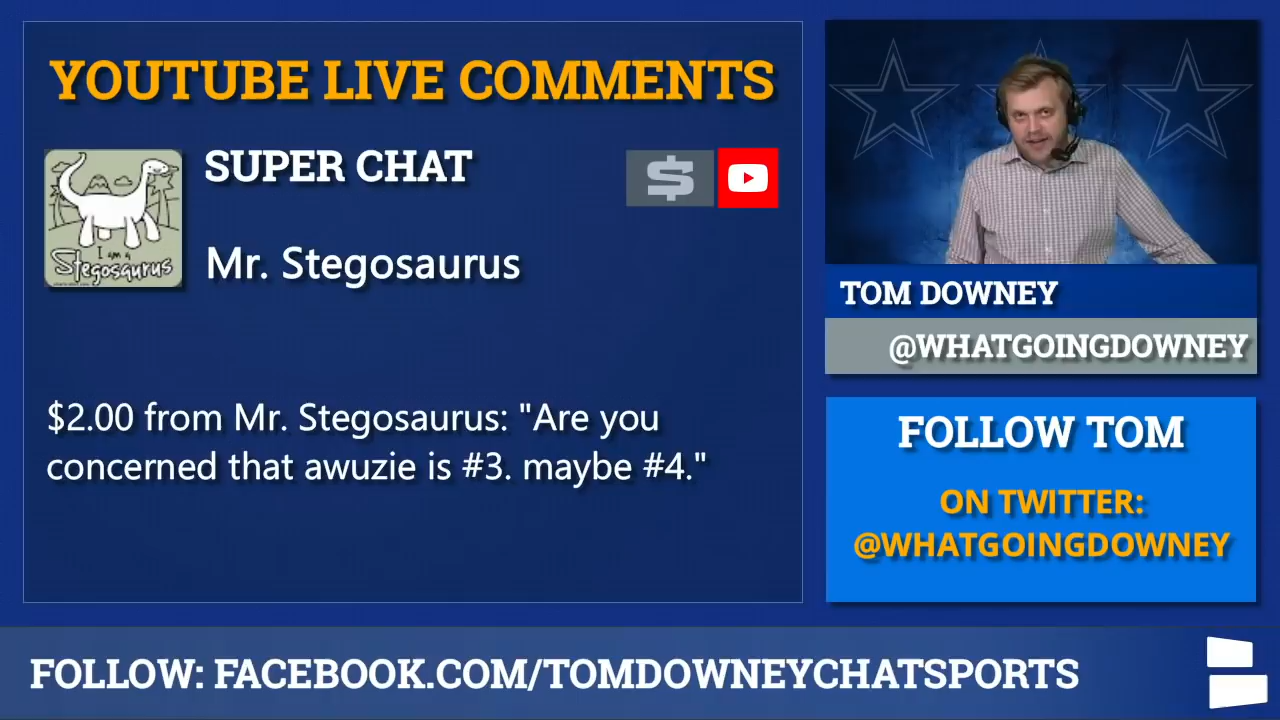 YOUTUBE LIVE COMMENTS
SUPER CHAT
$
I am a
Stegosaurus
Mr. Stegosaurus
$2.00 from Mr. Stegosaurus: "Are you
concerned that awuzie is #3. maybe #4."
TOM DOWNEY
@WHATGOINGDOWNEY
FOLLOW TOM
ON TWITTER:
@WHATGOINGDOWNEY
FOLLOW: FACEBOOK.COM/TOMDOWNEYCHATSPORTS